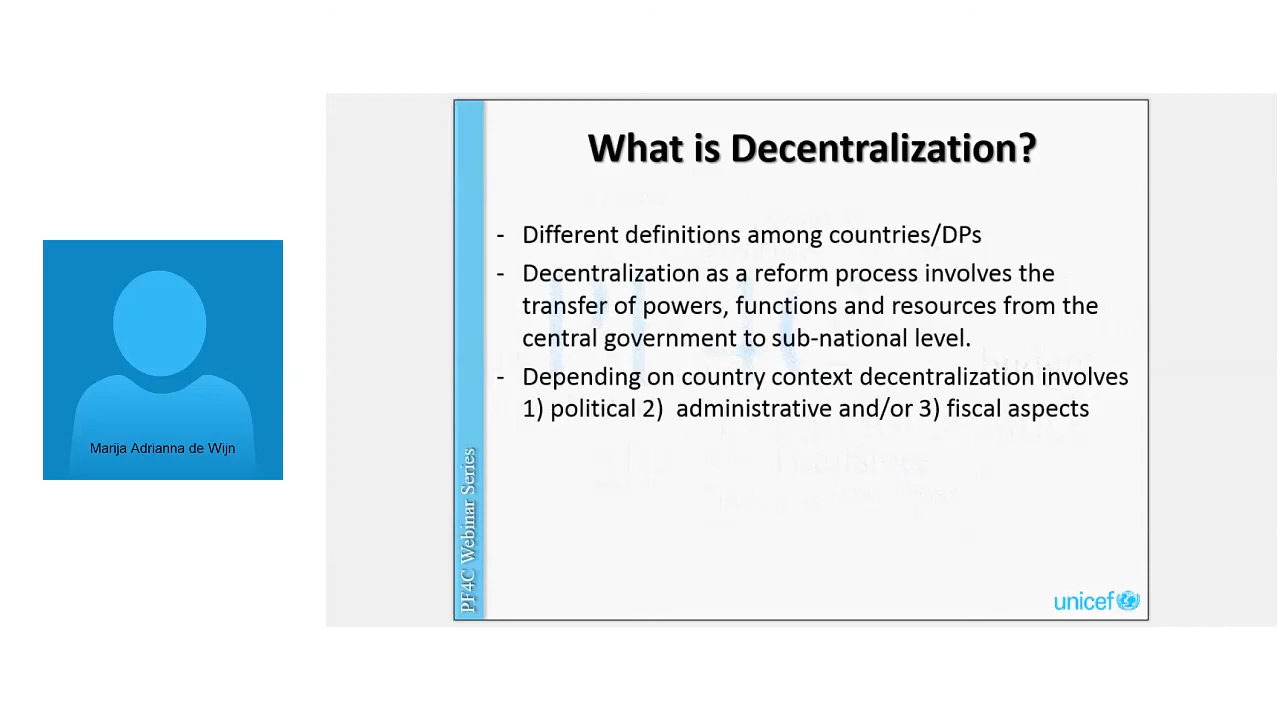 What is Decentralization?
- Different definitions among countries/DPs
- Decentralization as a reform process involves the
transfer of powers, functions and resources from the
central government to sub-national level.
- Depending on country context decentralization involves
1) political 2)  administrative and/or 3) fiscal aspects
Marija Adrianna de Wijn
PF4C Webinar Series
unicef